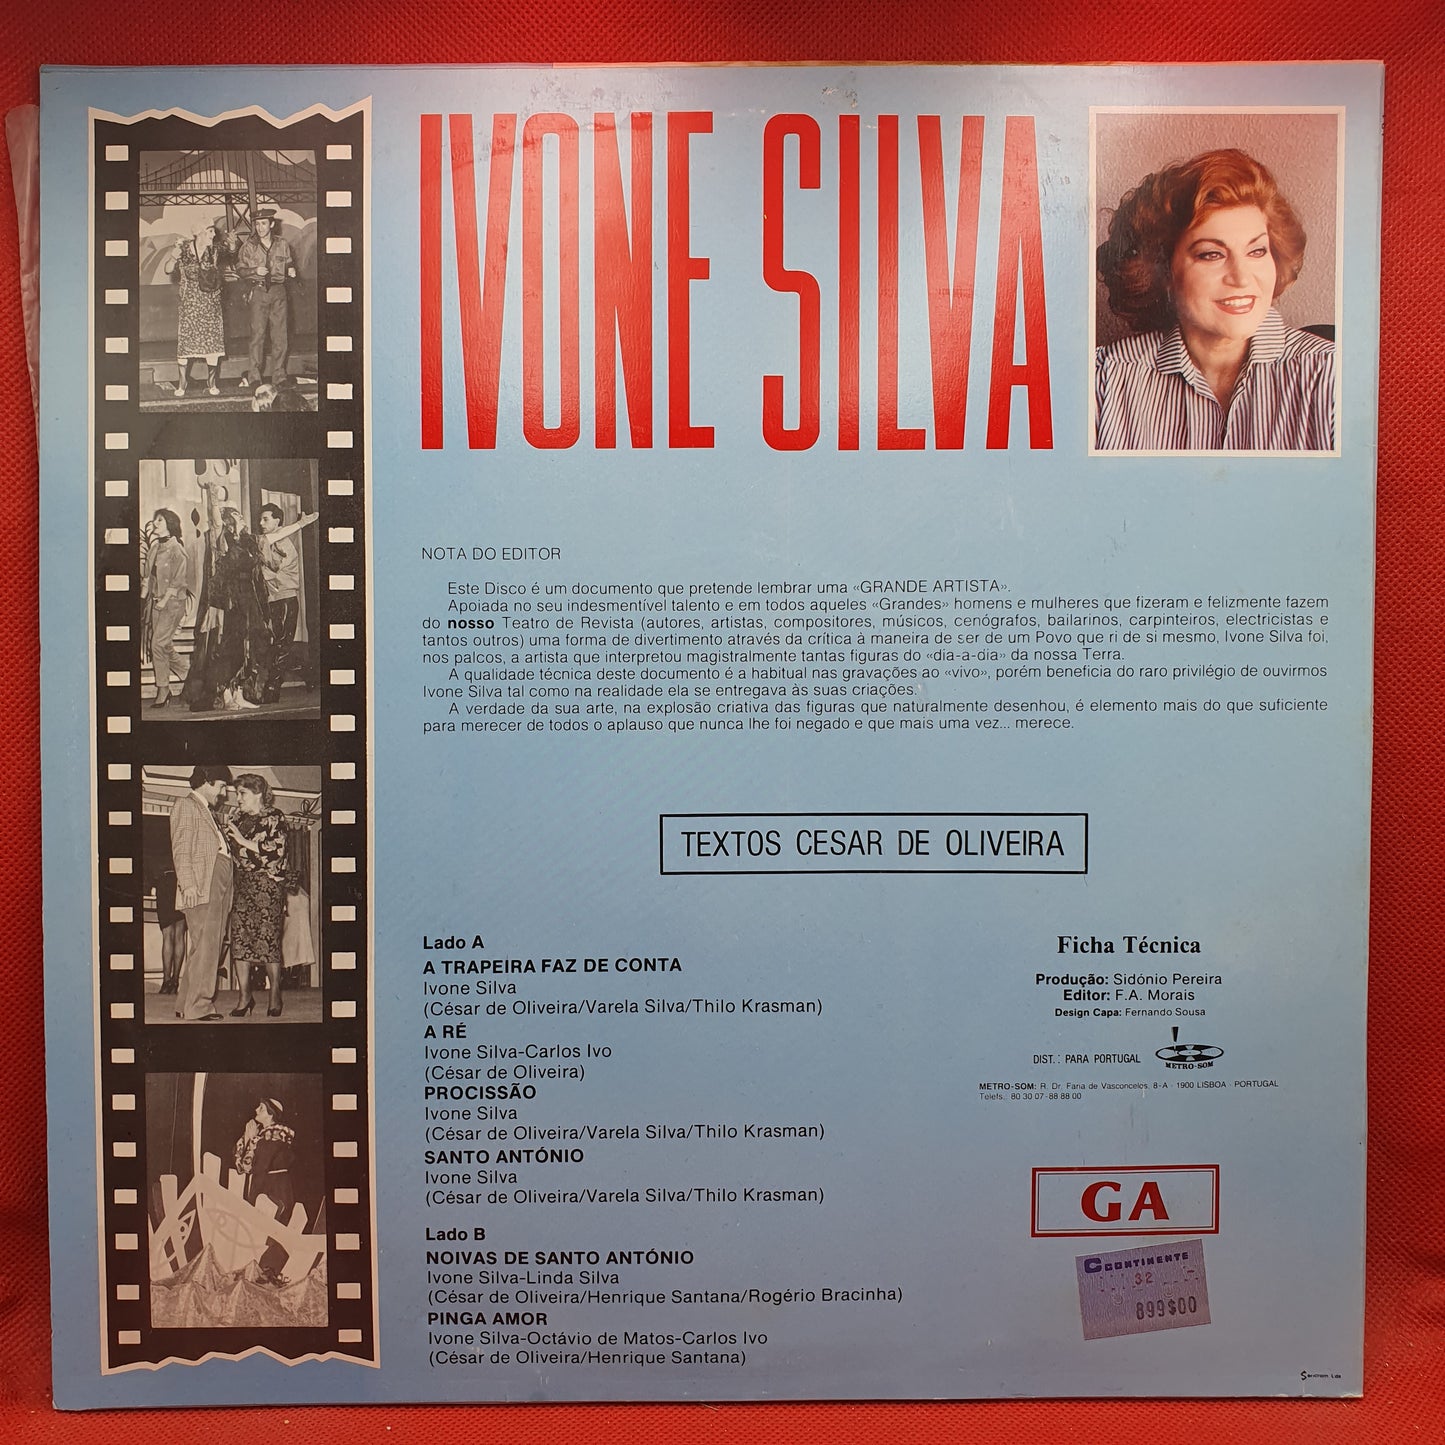 IVONE SILVA
NOTA DO EDITOR
Este Disco é um documento que pretende lembrar uma «GRANDE ARTISTA».
Apoiada no seu indesmentível talento e em todos aqueles «Grandes» homens e mulheres que fizeram e felizmente fazem
do nosso Teatro de Revista (autores, artistas, compositores, músicos, cenógrafos, bailarinos, carpinteiros, electricistas e
tantos outros) uma forma de divertimento através da crítica à maneira de ser de um Povo que ri de si mesmo, Ivone Silva foi,
nos palcos, a artista que interpretou magistralmente tantas figuras do «dia-a-dia» da nossa Terra.
A qualidade técnica deste documento é a habitual nas gravações ao «vivo», porém beneficia do raro privilégio de ouvirmos
Ivone Silva tal como na realidade ela se entregava às suas criações.
A verdade da sua arte, na explosão criativa das figuras que naturalmente desenhou, é elemento mais do que suficiente
para merecer de todos o aplauso que nunca lhe foi negado e que mais uma vez... merece.
TEXTOS CESAR DE OLIVEIRA
Lado A
A TRAPEIRA FAZ DE CONTA
Ivone Silva
(César de Oliveira/Varela Silva/Thilo Krasman)
A RÉ
Ivone Silva-Carlos Ivo
(César de Oliveira)
PROCISSÃO
Ivone Silva
(César de Oliveira/Varela Silva/Thilo Krasman)
SANTO ANTÓNIO
Ivone Silva
(César de Oliveira/Varela Silva/Thilo Krasman)
Lado B
NOIVAS DE SANTO ANTÓNIO
Ivone Silva-Linda Silva
(César de Oliveira/Henrique Santana/Rogério Bracinha)
PINGA AMOR
Ivone Silva-Octávio de Matos-Carlos Ivo
(César de Oliveira/Henrique Santana)
Ficha Técnica
Produção: Sidónio Pereira
Editor: F.A. Morais
Design Capa: Fernando Sousa
DIST.: PARA PORTUGAL
METRO-SOM
METRO-SOM: R. Dr. Faria de Vasconcelos, 8-A - 1900 LISBOA - PORTUGAL
Telefs.: 80 30 07 - 88 88 00
GA
CONTINENTE
32
899$00